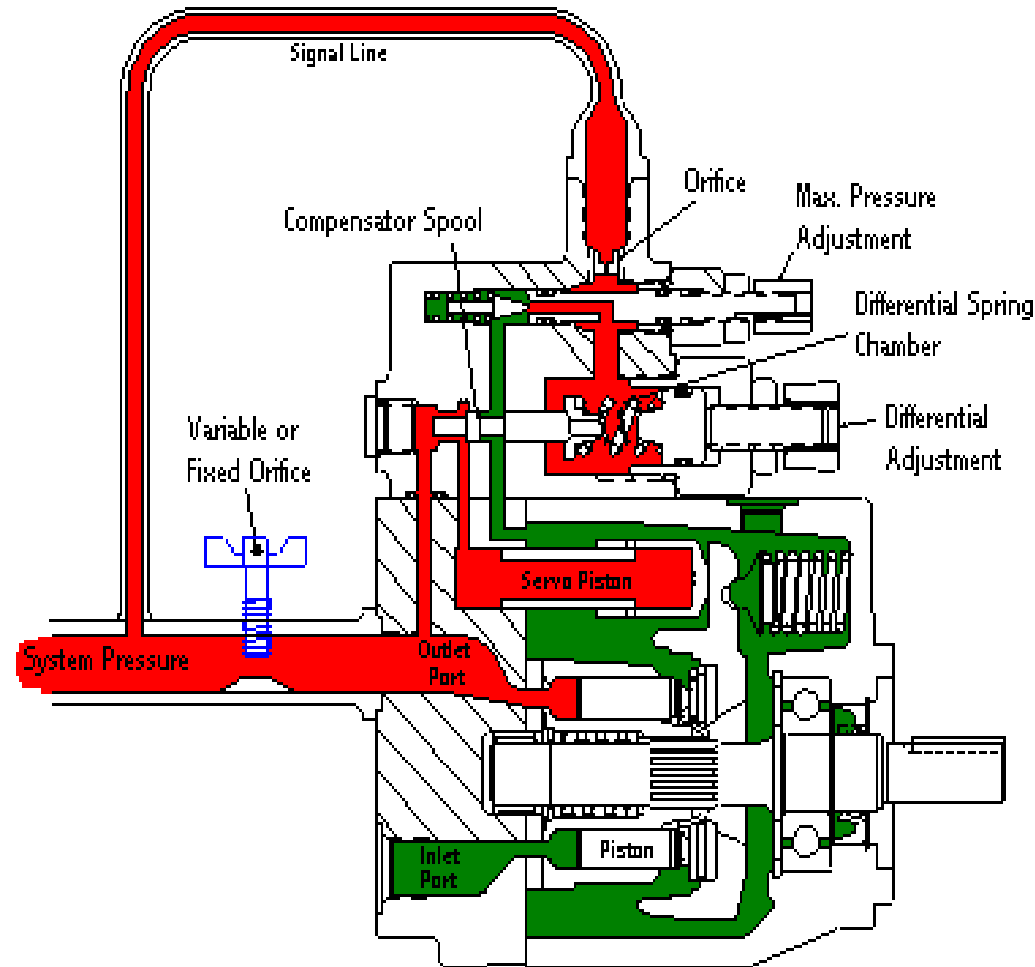 Signal Line
Orifice
Max. Pressure
Adjustment
Compensator Spool
Differential Spring
Chamber
Variable or
Fixed Orifice
Differential
Adjustment
Servo Piston
System Pressure
Outlet
Port
Inlet
Port
Piston